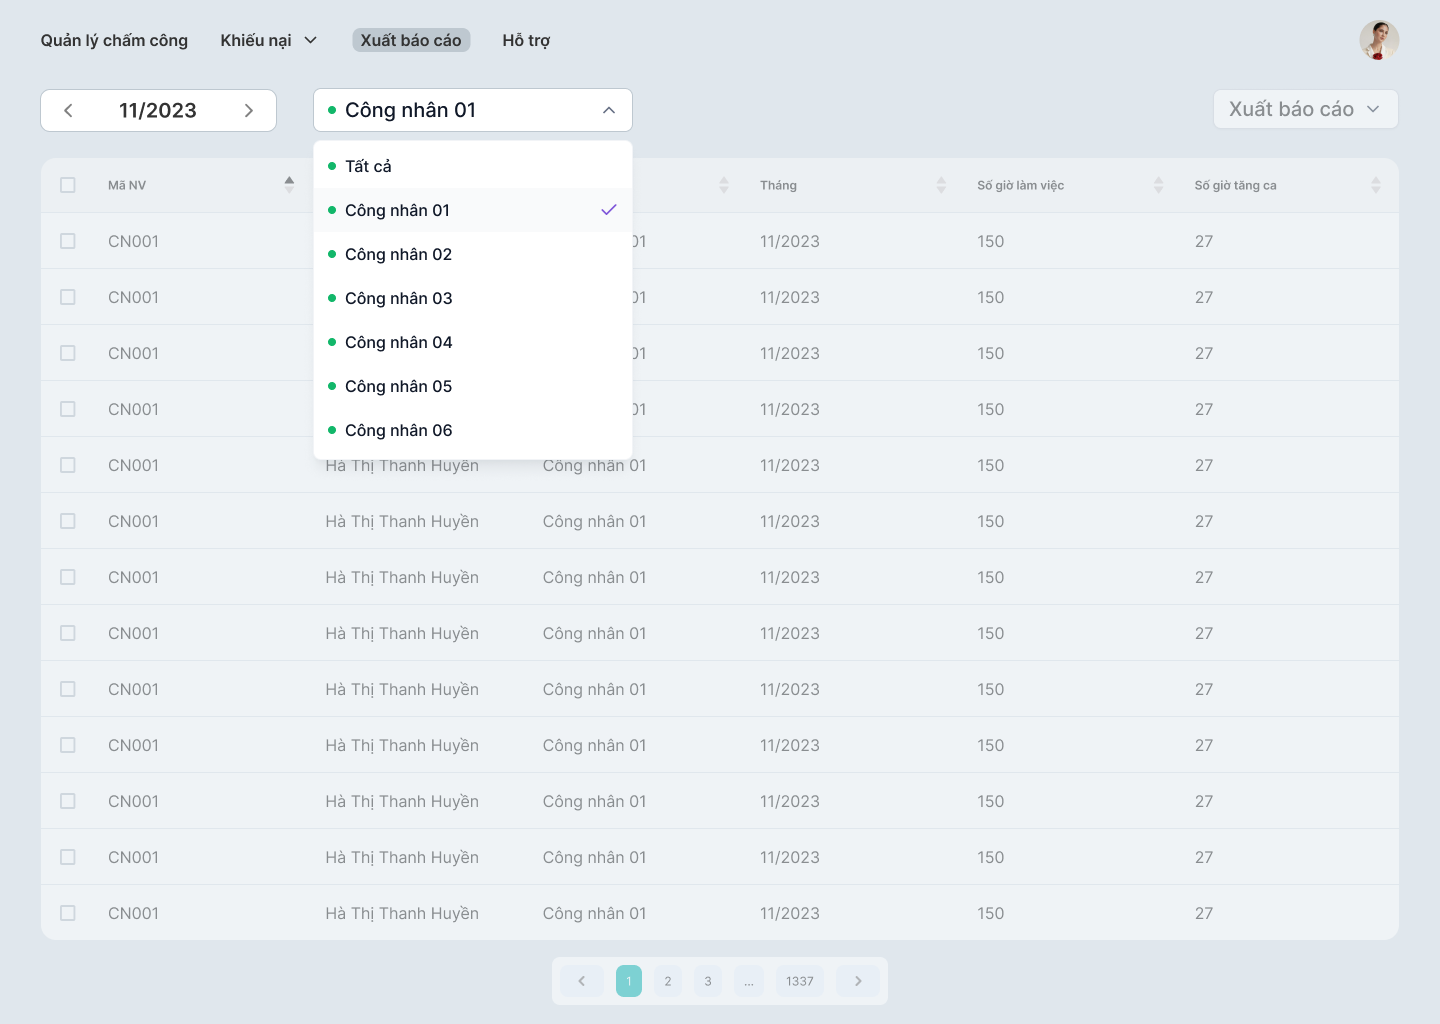 Quản lý chấm công Khiếu nại Xuất báo cáo Hỗ trợ
11/2023 Công nhân 01 Xuất báo cáo
Tất cả
Công nhân 01
Công nhân 02
Công nhân 03
Công nhân 04
Công nhân 05
Công nhân 06
Mã NV Tháng Số giờ làm việc Số giờ tăng ca
CN001 01 11/2023 150 27
CN001 01 11/2023 150 27
CN001 01 11/2023 150 27
CN001 01 11/2023 150 27
CN001 Hà Thị Thanh Huyền Công nhân 01 11/2023 150 27
CN001 Hà Thị Thanh Huyền Công nhân 01 11/2023 150 27
CN001 Hà Thị Thanh Huyền Công nhân 01 11/2023 150 27
CN001 Hà Thị Thanh Huyền Công nhân 01 11/2023 150 27
CN001 Hà Thị Thanh Huyền Công nhân 01 11/2023 150 27
CN001 Hà Thị Thanh Huyền Công nhân 01 11/2023 150 27
CN001 Hà Thị Thanh Huyền Công nhân 01 11/2023 150 27
CN001 Hà Thị Thanh Huyền Công nhân 01 11/2023 150 27
CN001 Hà Thị Thanh Huyền Công nhân 01 11/2023 150 27
1 2 3 ... 1337